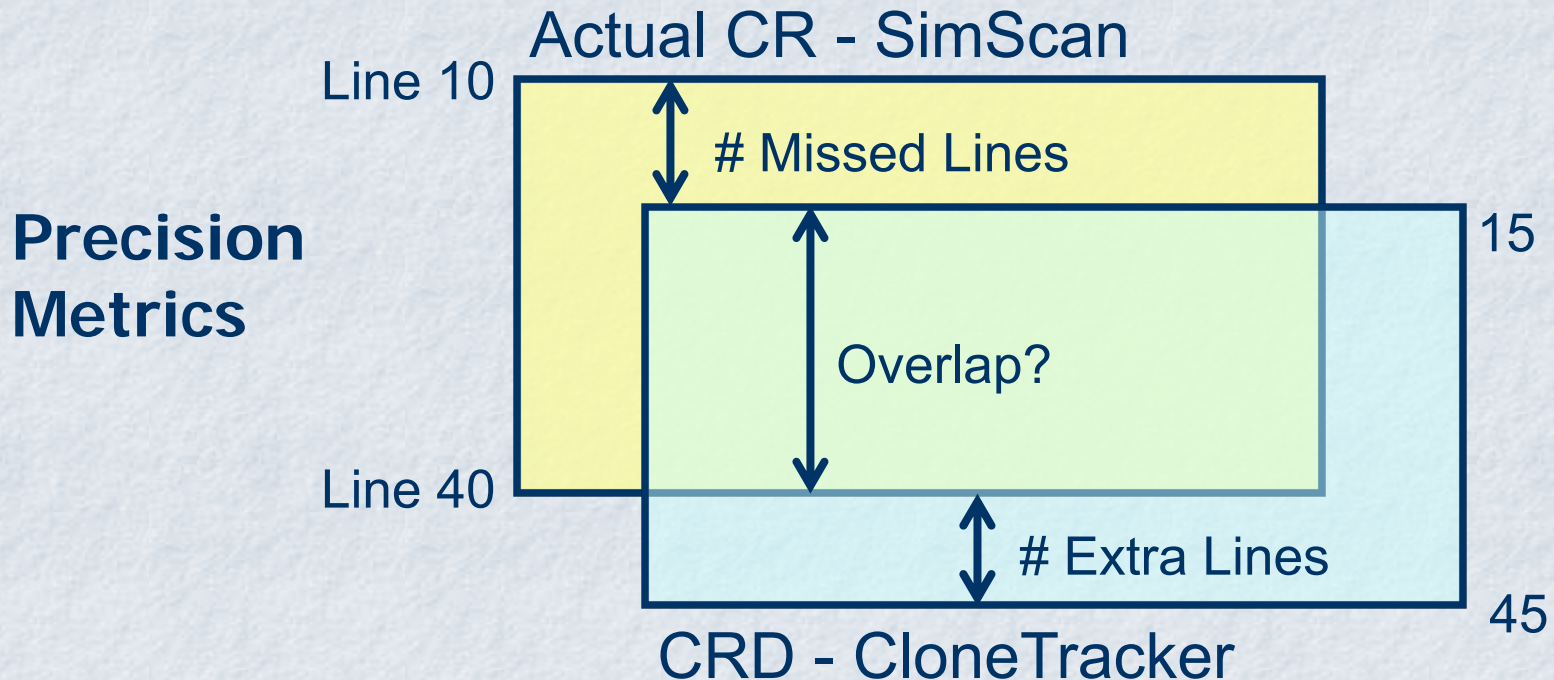 Actual CR - SimScan
Line 10
# Missed Lines
Precision
Metrics
15
Overlap?
Line 40
# Extra Lines
45
CRD - CloneTracker